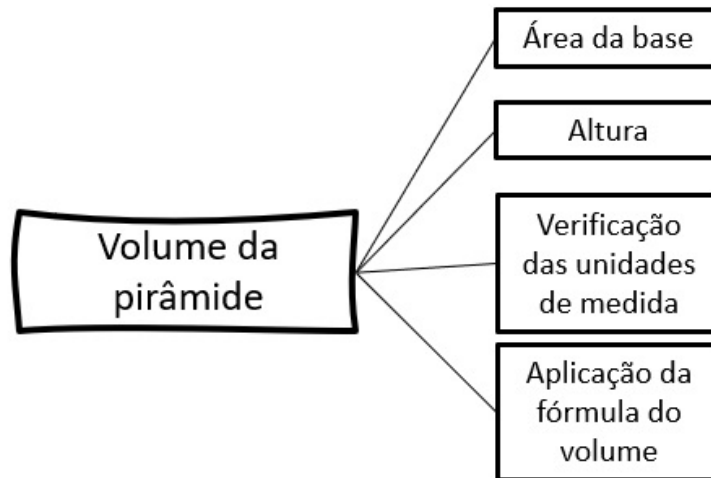 Área da base
Altura
Volume da
pirâmide
Verificação
das unidades
de medida
Aplicação da
fórmula do
volume